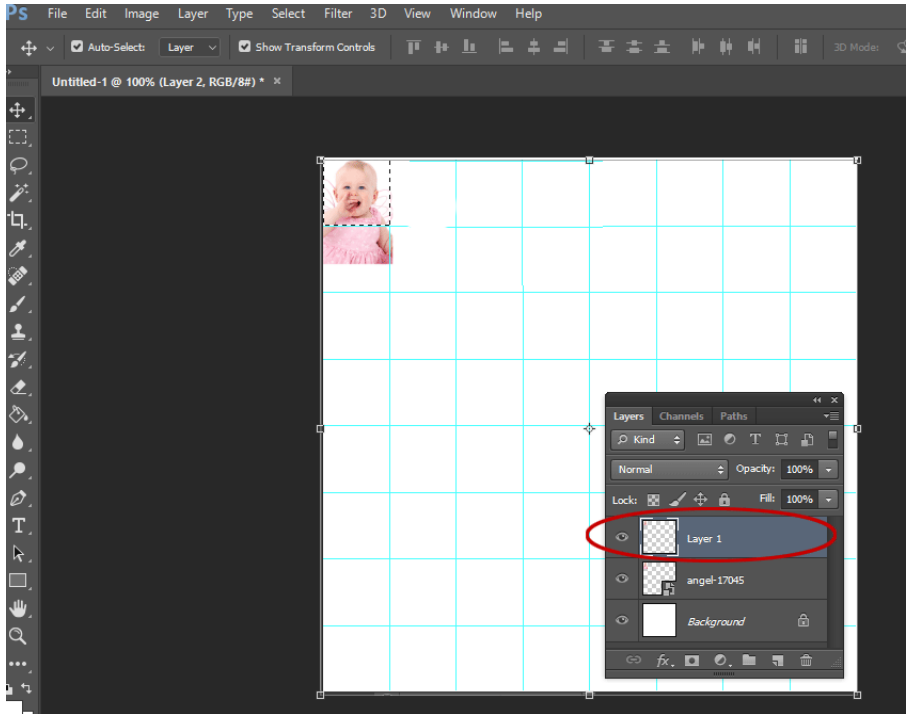 Ps File Edit Image Layer Type Select Filter 3D View Window Help
Auto-Select: Layer Show Transform Controls 3D Mode:
Untitled-1 @ 100% (Layer 2, RGB/8#) * ×
Layers Channels Paths
Kind T
Normal Opacity: 100%
Lock: Fill: 100%
Layer 1
angel-17045
Background
fx.